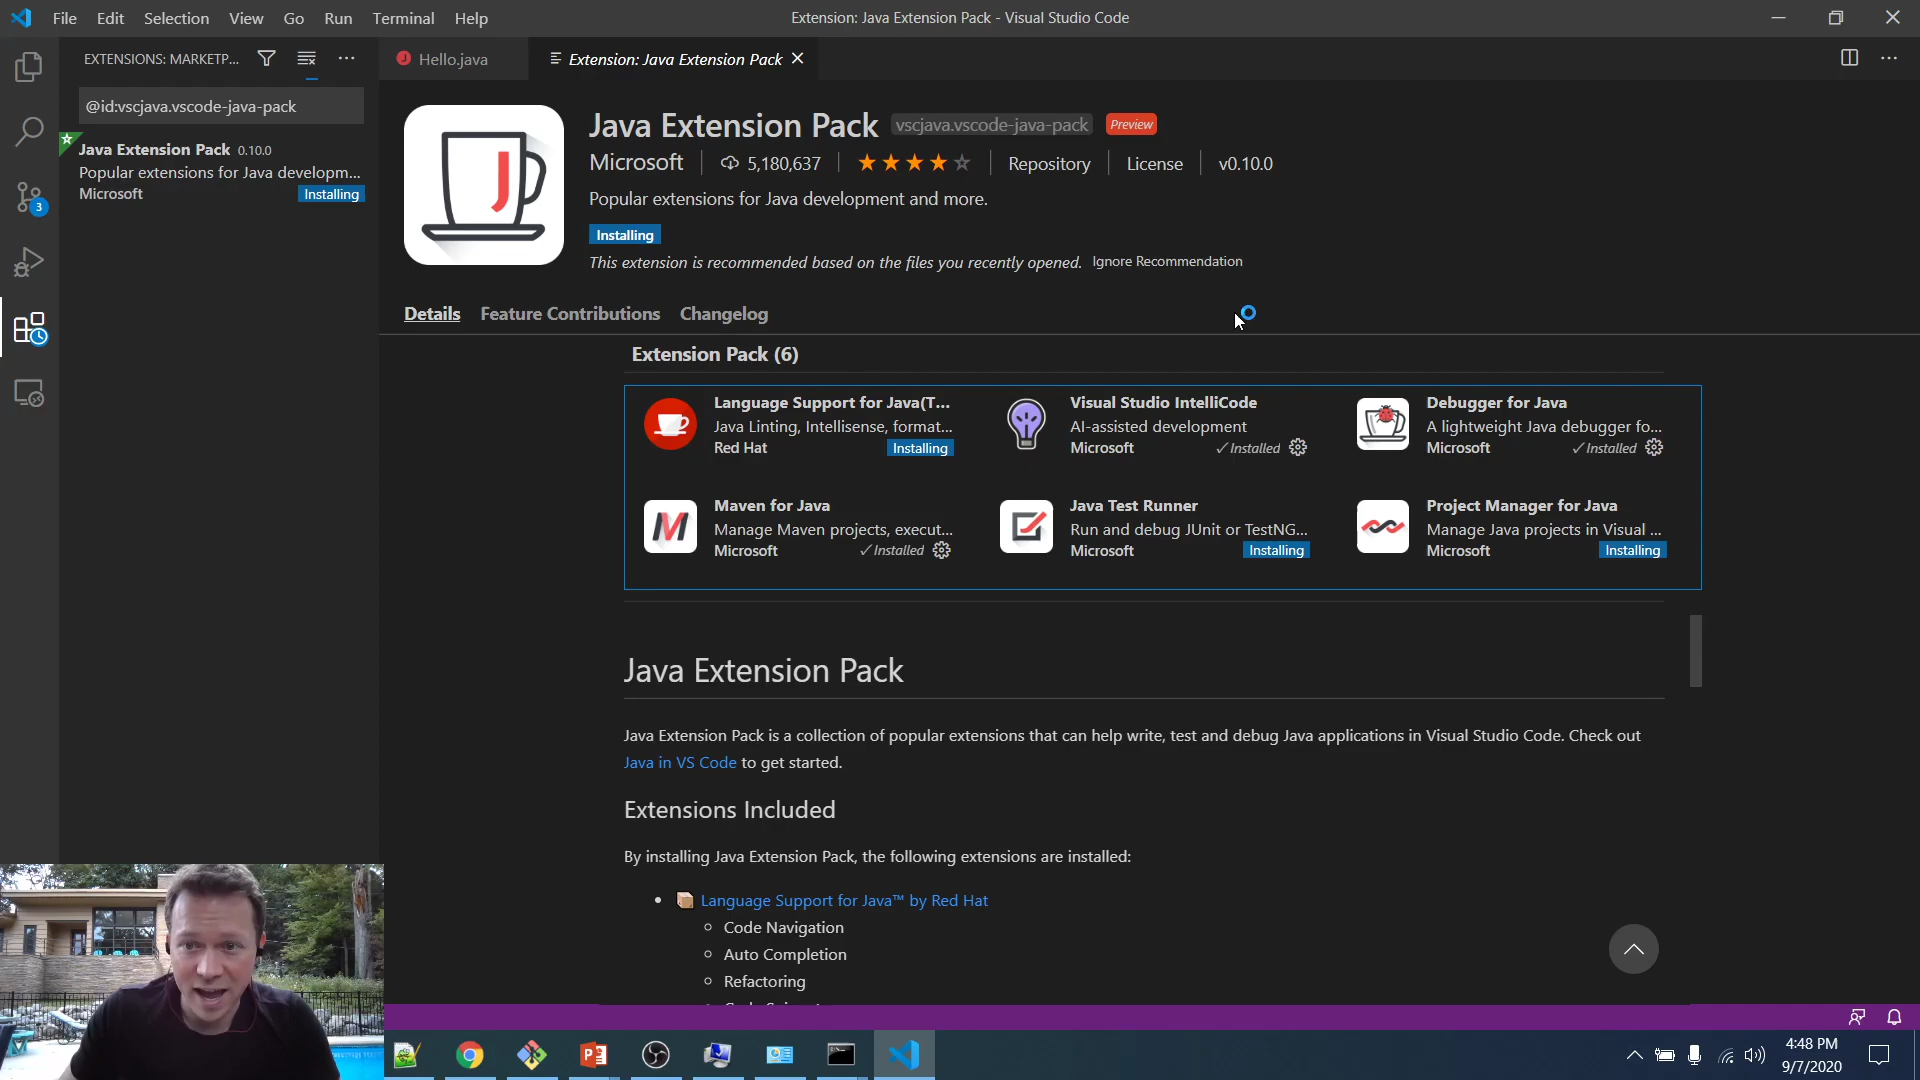 File Edit Selection View Go Run Terminal Help
Extension: Java Extension Pack - Visual Studio Code
EXTENSIONS: MARKETP...
Hello.java
Extension: Java Extension Pack
@id:vscjava.vscode-java-pack
Java Extension Pack 0.10.0
Popular extensions for Java developm...
Microsoft Installing
3
Java Extension Pack vscjava.vscode-java-pack Preview
Microsoft 5,180,637 Repository License v0.10.0
Popular extensions for Java development and more.
Installing
This extension is recommended based on the files you recently opened. Ignore Recommendation
Details Feature Contributions Changelog
Extension Pack (6)
Language Support for Java(T...
Java Linting, Intellisense, format...
Red Hat Installing
Visual Studio IntelliCode
AI-assisted development
Microsoft ✓Installed
Debugger for Java
A lightweight Java debugger fo...
Microsoft ✓Installed
Maven for Java
Manage Maven projects, execut...
Microsoft ✓Installed
Java Test Runner
Run and debug JUnit or TestNG...
Microsoft Installing
Project Manager for Java
Manage Java projects in Visual ...
Microsoft Installing
Java Extension Pack
Java Extension Pack is a collection of popular extensions that can help write, test and debug Java applications in Visual Studio Code. Check out
Java in VS Code to get started.
Extensions Included
By installing Java Extension Pack, the following extensions are installed:
Language Support for Java™ by Red Hat
Code Navigation
Auto Completion
Refactoring
4:48 PM
9/7/2020